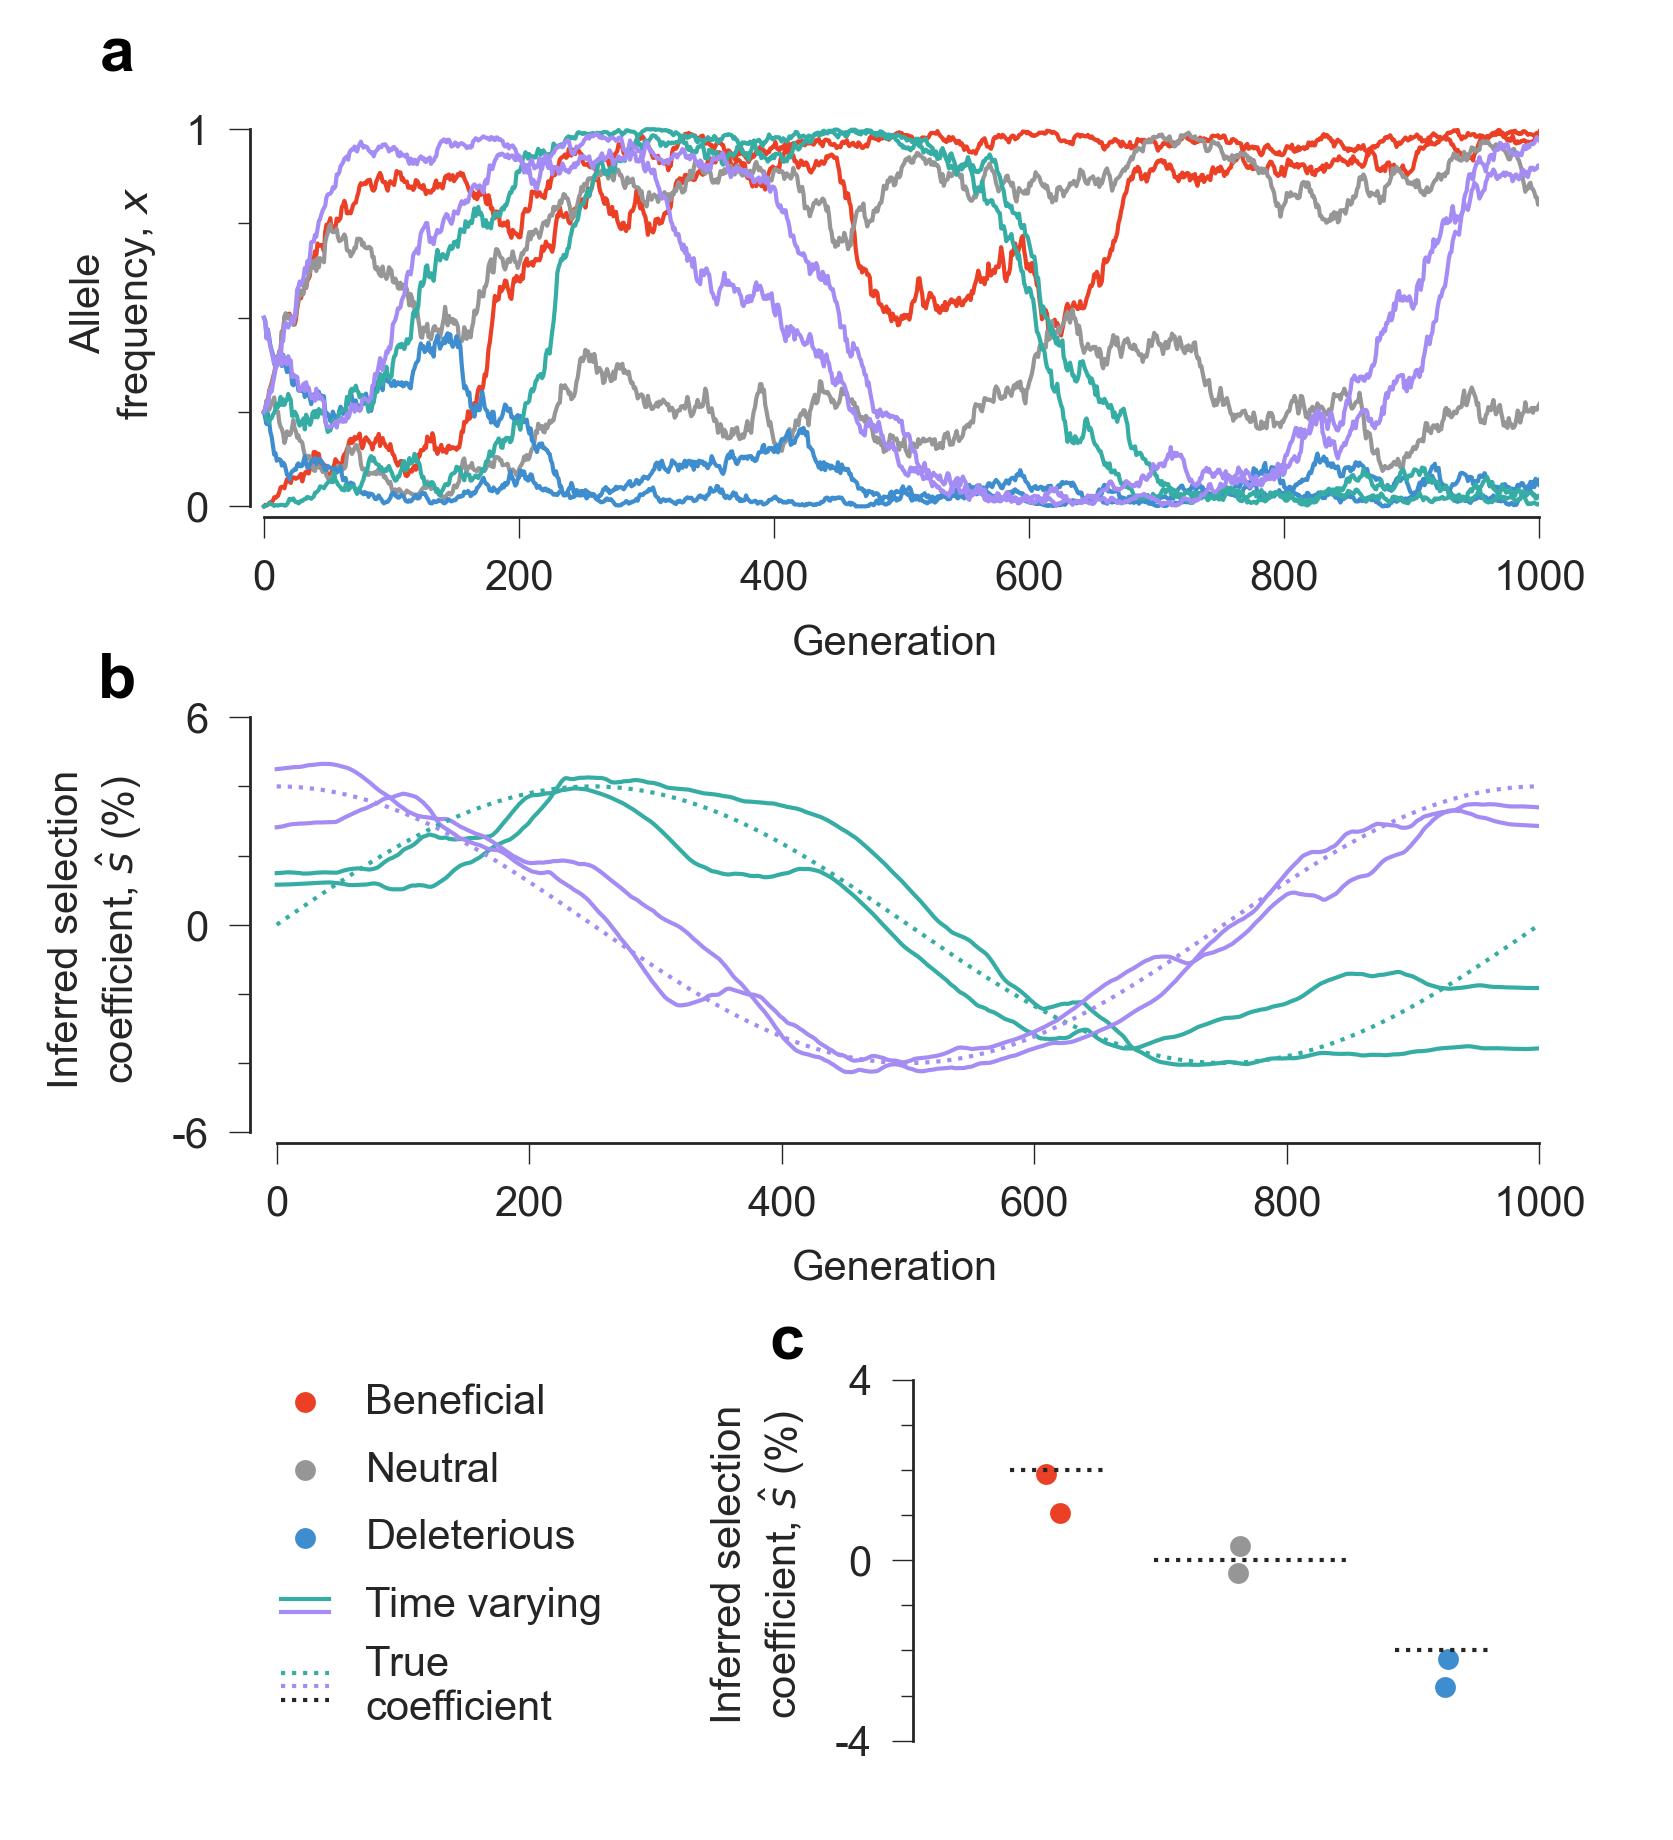 a
1
0
Allele
frequency, x
0 200 400 600 800 1000
Generation
b
6
0
-6
Inferred selection
coefficient, ŝ (%)
0 200 400 600 800 1000
Generation
Beneficial
Neutral
Deleterious
Time varying
True
coefficient
c
4
0
-4
Inferred selection
coefficient, ŝ (%)